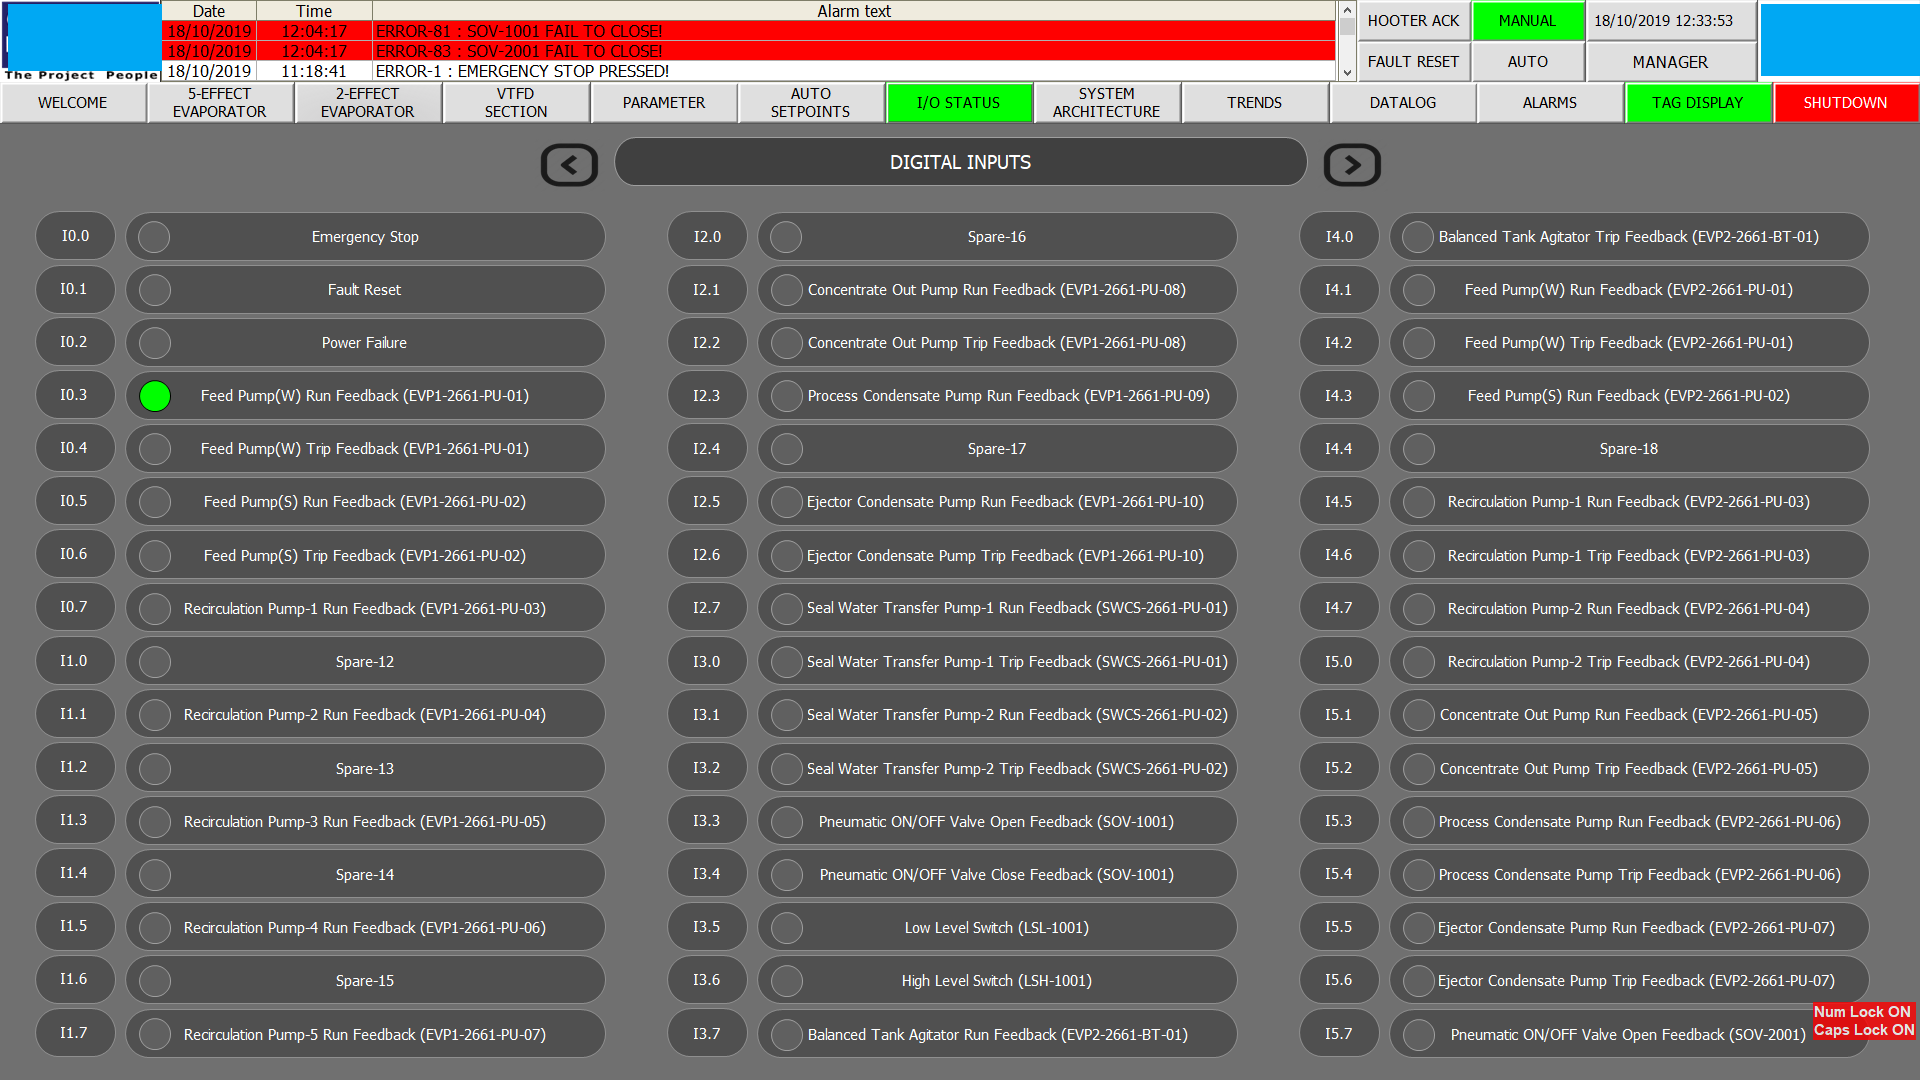 The Project People
Date Time Alarm text
18/10/2019 12:04:17 ERROR-81 : SOV-1001 FAIL TO CLOSE!
18/10/2019 12:04:17 ERROR-83 : SOV-2001 FAIL TO CLOSE!
18/10/2019 11:18:41 ERROR-1 : EMERGENCY STOP PRESSED!
HOOTER ACK MANUAL 18/10/2019 12:33:53
FAULT RESET AUTO MANAGER
WELCOME
5-EFFECT
EVAPORATOR
2-EFFECT
EVAPORATOR
VTFD
SECTION
PARAMETER
AUTO
SETPOINTS
I/O STATUS
SYSTEM
ARCHITECTURE
TRENDS
DATALOG
ALARMS
TAG DISPLAY
SHUTDOWN
< DIGITAL INPUTS >
I0.0 Emergency Stop
I0.1 Fault Reset
I0.2 Power Failure
I0.3 Feed Pump(W) Run Feedback (EVP1-2661-PU-01)
I0.4 Feed Pump(W) Trip Feedback (EVP1-2661-PU-01)
I0.5 Feed Pump(S) Run Feedback (EVP1-2661-PU-02)
I0.6 Feed Pump(S) Trip Feedback (EVP1-2661-PU-02)
I0.7 Recirculation Pump-1 Run Feedback (EVP1-2661-PU-03)
I1.0 Spare-12
I1.1 Recirculation Pump-2 Run Feedback (EVP1-2661-PU-04)
I1.2 Spare-13
I1.3 Recirculation Pump-3 Run Feedback (EVP1-2661-PU-05)
I1.4 Spare-14
I1.5 Recirculation Pump-4 Run Feedback (EVP1-2661-PU-06)
I1.6 Spare-15
I1.7 Recirculation Pump-5 Run Feedback (EVP1-2661-PU-07)
I2.0 Spare-16
I2.1 Concentrate Out Pump Run Feedback (EVP1-2661-PU-08)
I2.2 Concentrate Out Pump Trip Feedback (EVP1-2661-PU-08)
I2.3 Process Condensate Pump Run Feedback (EVP1-2661-PU-09)
I2.4 Spare-17
I2.5 Ejector Condensate Pump Run Feedback (EVP1-2661-PU-10)
I2.6 Ejector Condensate Pump Trip Feedback (EVP1-2661-PU-10)
I2.7 Seal Water Transfer Pump-1 Run Feedback (SWCS-2661-PU-01)
I3.0 Seal Water Transfer Pump-1 Trip Feedback (SWCS-2661-PU-01)
I3.1 Seal Water Transfer Pump-2 Run Feedback (SWCS-2661-PU-02)
I3.2 Seal Water Transfer Pump-2 Trip Feedback (SWCS-2661-PU-02)
I3.3 Pneumatic ON/OFF Valve Open Feedback (SOV-1001)
I3.4 Pneumatic ON/OFF Valve Close Feedback (SOV-1001)
I3.5 Low Level Switch (LSL-1001)
I3.6 High Level Switch (LSH-1001)
I3.7 Balanced Tank Agitator Run Feedback (EVP2-2661-BT-01)
I4.0 Balanced Tank Agitator Trip Feedback (EVP2-2661-BT-01)
I4.1 Feed Pump(W) Run Feedback (EVP2-2661-PU-01)
I4.2 Feed Pump(W) Trip Feedback (EVP2-2661-PU-01)
I4.3 Feed Pump(S) Run Feedback (EVP2-2661-PU-02)
I4.4 Spare-18
I4.5 Recirculation Pump-1 Run Feedback (EVP2-2661-PU-03)
I4.6 Recirculation Pump-1 Trip Feedback (EVP2-2661-PU-03)
I4.7 Recirculation Pump-2 Run Feedback (EVP2-2661-PU-04)
I5.0 Recirculation Pump-2 Trip Feedback (EVP2-2661-PU-04)
I5.1 Concentrate Out Pump Run Feedback (EVP2-2661-PU-05)
I5.2 Concentrate Out Pump Trip Feedback (EVP2-2661-PU-05)
I5.3 Process Condensate Pump Run Feedback (EVP2-2661-PU-06)
I5.4 Process Condensate Pump Trip Feedback (EVP2-2661-PU-06)
I5.5 Ejector Condensate Pump Run Feedback (EVP2-2661-PU-07)
I5.6 Ejector Condensate Pump Trip Feedback (EVP2-2661-PU-07)
I5.7 Pneumatic ON/OFF Valve Open Feedback (SOV-2001)
Num Lock ON
Caps Lock ON